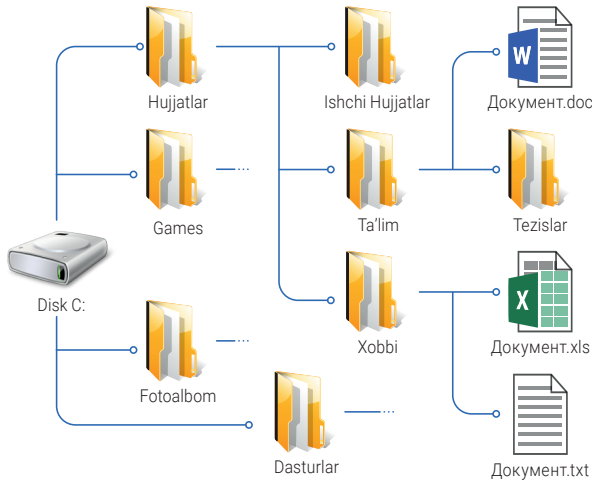 Hujjatlar
Ishchi Hujjatlar
W
Документ.doc
Games
...
Ta'lim
Tezislar
Disk C:
Fotoalbom
...
Xobbi
X
Документ.xls
Dasturlar
...
Документ.txt